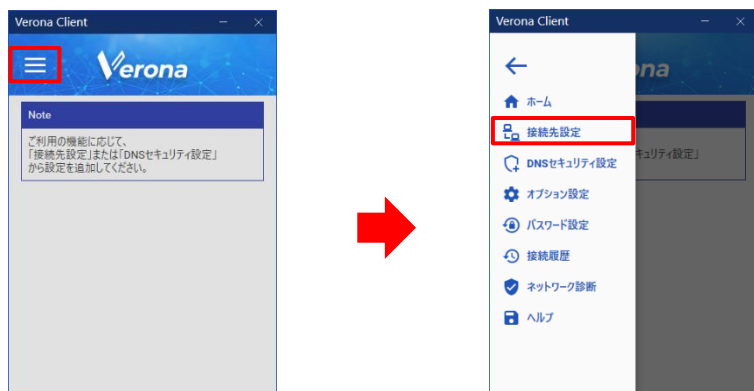 Verona Client
Verona
Note
ご利用の機能に応じて、
「接続先設定」または「DNSセキュリティ設定」
から設定を追加してください。
Verona Client
na
ホーム
接続先設定
DNSセキュリティ設定
キュリティ設定」
オプション設定
パスワード設定
接続履歴
ネットワーク診断
ヘルプ